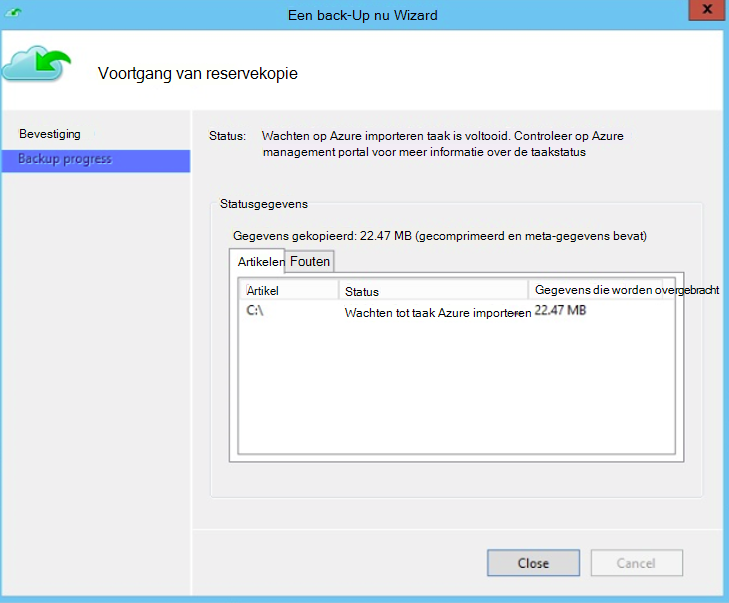 Een back-Up nu Wizard
x
Voortgang van reservekopie
Bevestiging
Backup progress
Status: Wachten op Azure importeren taak is voltooid. Controleer op Azure
management portal voor meer informatie over de taakstatus
Statusgegevens
Gegevens gekopieerd: 22.47 MB (gecomprimeerd en meta-gegevens bevat)
Artikelen Fouten
Artikel Status Gegevens die worden overgebracht
C:\ Wachten tot taak Azure importeren 22.47 MB
Close Cancel